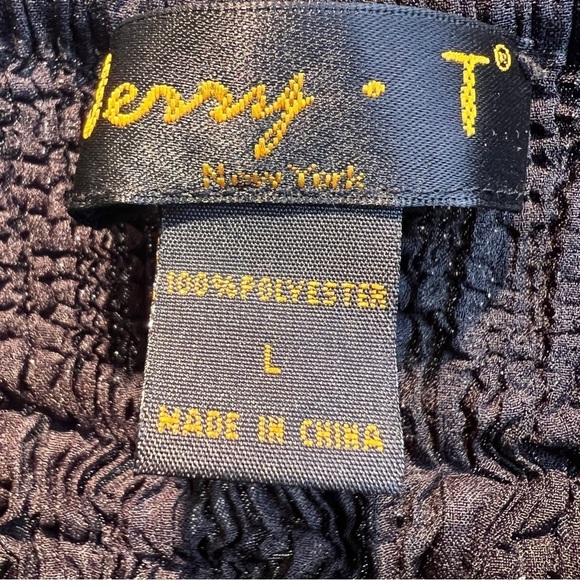 Jerry · T®
New York
100%POLYESTER
L
MADE IN CHINA